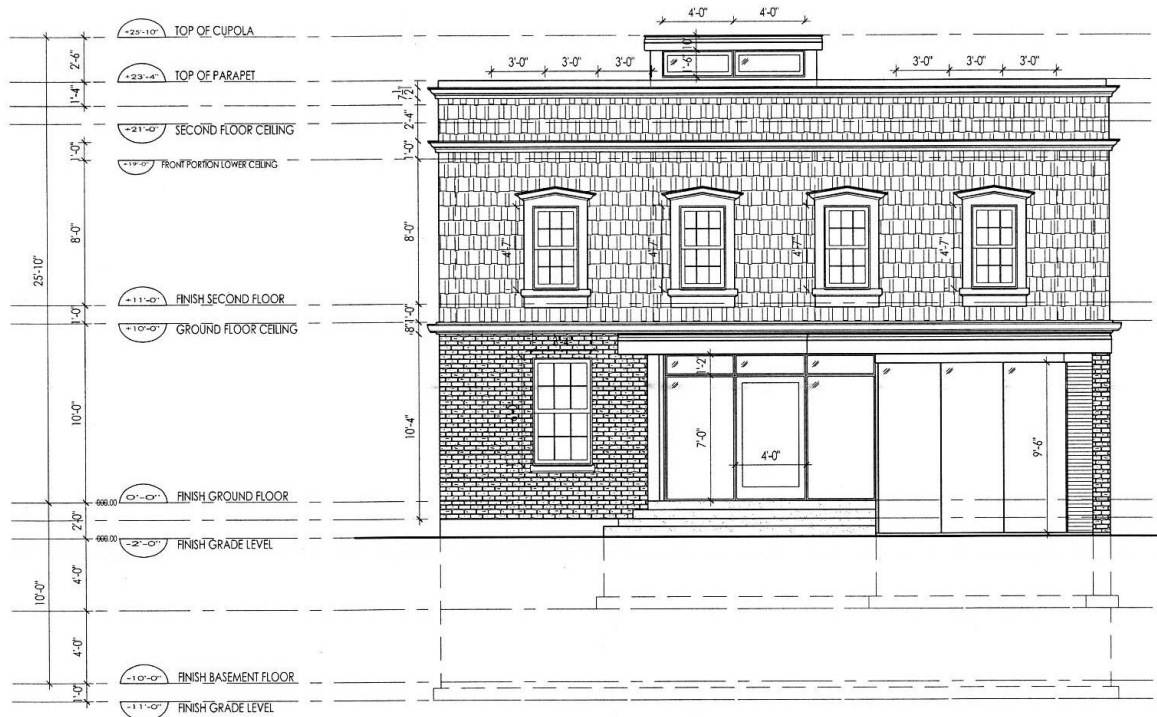 4'-0" 4'-0"
+25'-10" TOP OF CUPOLA
10"
2'-6"
1'-6"
3'-0" 3'-0" 3'-0" 3'-0" 3'-0" 3'-0"
+23'-4" TOP OF PARAPET
1'-4"
2'-4"
+21'-0" SECOND FLOOR CEILING
1'-0" 1'-0"
+19'-0" FRONT PORTION LOWER CEILING
8'-0" 8'-0"
4'-7" 4'-7" 4'-7" 4'-7"
25'-10"
+11'-0" FINISH SECOND FLOOR
1'-0" 1'-0"
+10'-0" GROUND FLOOR CEILING
8"
1'-2"
10'-0" 10'-4"
7'-0" 4'-0" 9'-6"
0'-0" FINISH GROUND FLOOR
2'-0"
-2'-0" FINISH GRADE LEVEL
4'-0"
10'-0"
4'-0"
-10'-0" FINISH BASEMENT FLOOR
1'-0"
-11'-0" FINISH GRADE LEVEL